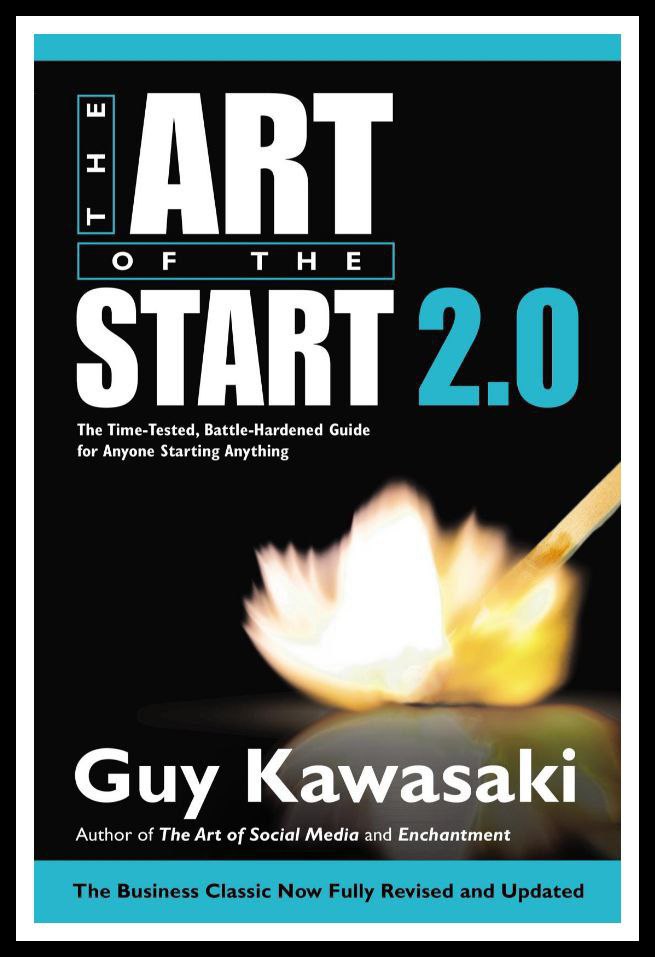 THE
ART
OF THE
START 2.0
The Time-Tested, Battle-Hardened Guide
for Anyone Starting Anything
Guy Kawasaki
Author of The Art of Social Media and Enchantment
The Business Classic Now Fully Revised and Updated